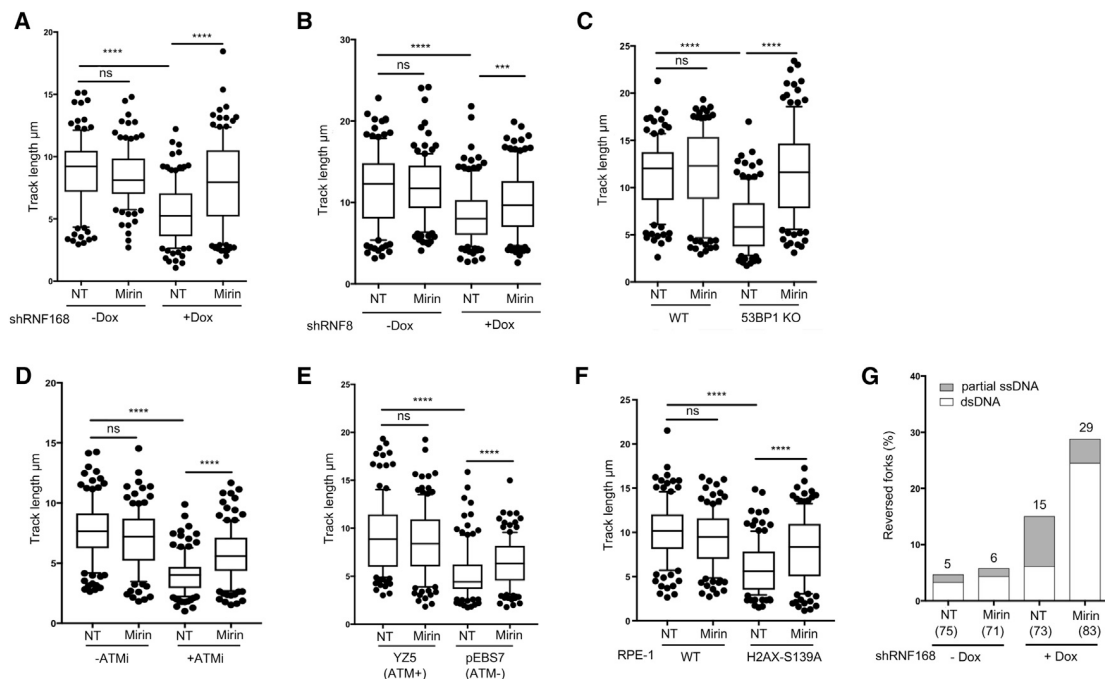 A
Track length μm
20
15
10
5
0
****
ns
****
NT Mirin NT Mirin
shRNF168 -Dox +Dox
B
Track length μm
30
20
10
0
****
ns
***
NT Mirin NT Mirin
shRNF8 -Dox +Dox
C
Track length μm
25
20
15
10
5
0
****
ns
****
NT Mirin NT Mirin
WT 53BP1 KO
D
Track length μm
20
15
10
5
0
****
ns
****
NT Mirin NT Mirin
-ATMi +ATMi
E
Track length μm
25
20
15
10
5
0
****
ns
****
NT Mirin NT Mirin
YZ5 pEBS7
(ATM+) (ATM-)
F
Track length μm
25
20
15
10
5
0
****
ns
****
NT Mirin NT Mirin
RPE-1 WT H2AX-S139A
G
Reversed forks (%)
40
30
20
10
0
partial ssDNA
dsDNA
5 6 15 29
NT Mirin NT Mirin
(75) (71) (73) (83)
shRNF168 - Dox + Dox